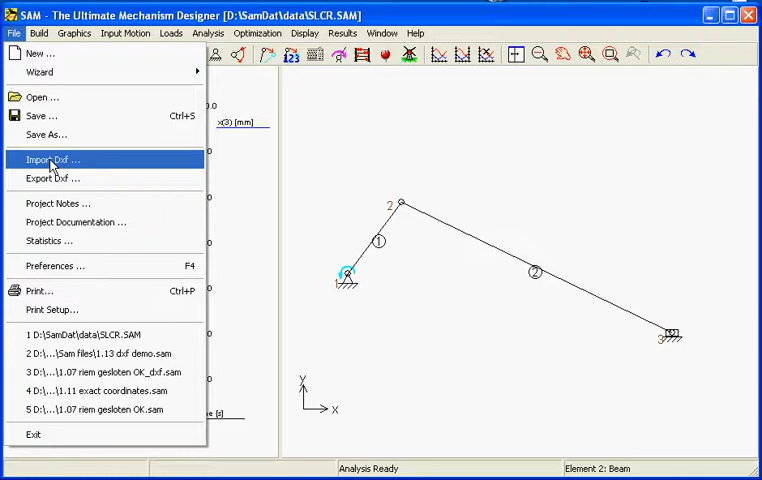 SAM - The Ultimate Mechanism Designer [D:\SamDat\data\SLCR.SAM]
File Build Graphics Input Motion Loads Analysis Optimization Display Results Window Help
New ...
Wizard
Open ...
Save ... Ctrl+S
Save As...
Import Dxf ...
Export Dxf ...
Project Notes ...
Project Documentation ...
Statistics ...
Preferences ... F4
Print... Ctrl+P
Print Setup...
1 D:\SamDat\data\SLCR.SAM
2 D:\...\Sam files\1.13 dxf demo.sam
3 D:\...\1.07 riem gesloten OK_dxf.sam
4 D:\...\1.11 exact coordinates.sam
5 D:\...\1.07 riem gesloten OK.sam
Exit
123
x(3) [mm]
[s]
2
1
1
2
3
y
x
Analysis Ready
Element 2: Beam